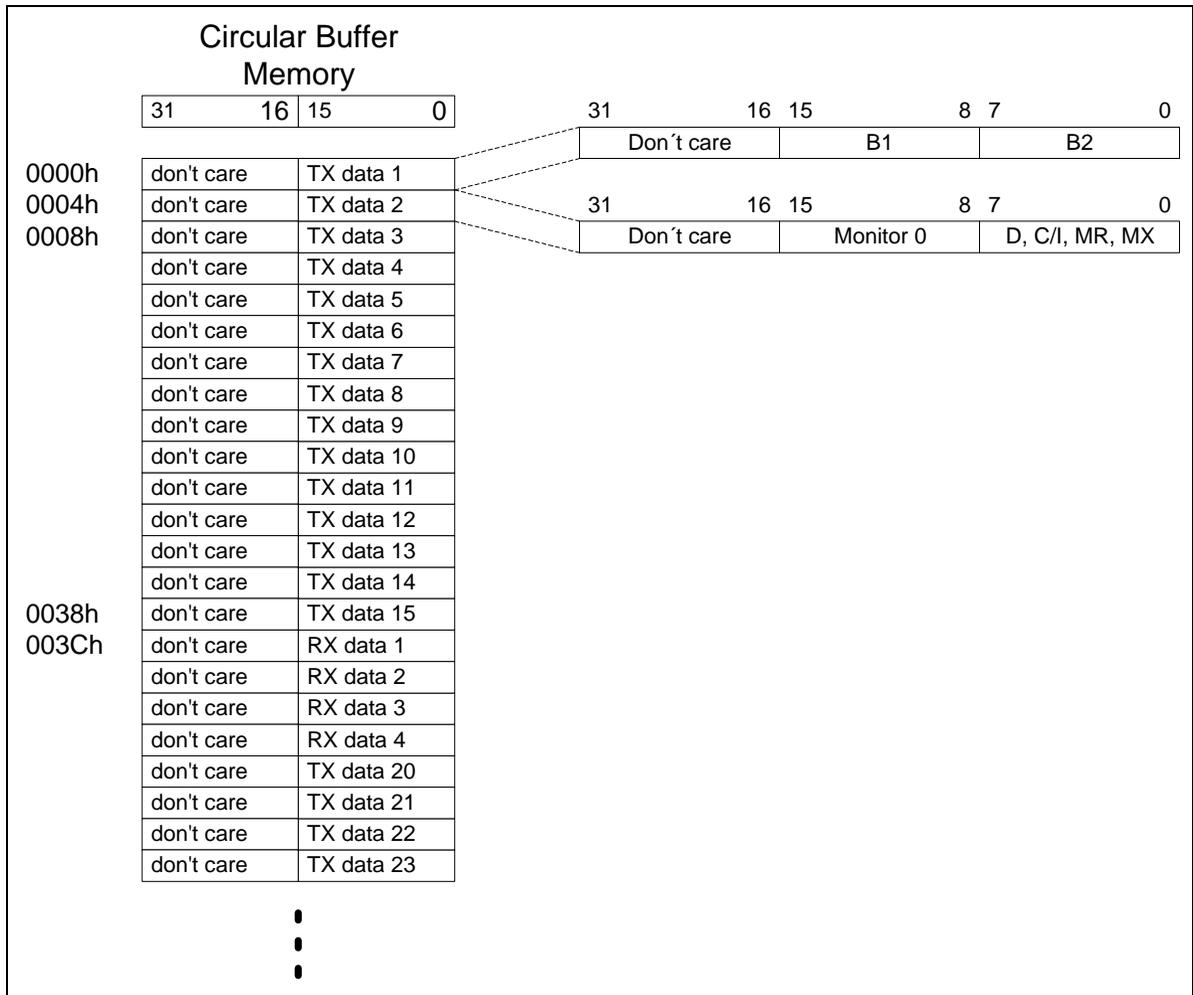 Circular Buffer
Memory
31 16 15 0
31 16 15 8 7 0
Don´t care B1 B2
0000h don't care TX data 1
0004h don't care TX data 2
31 16 15 8 7 0
0008h don't care TX data 3
Don´t care Monitor 0 D, C/I, MR, MX
don't care TX data 4
don't care TX data 5
don't care TX data 6
don't care TX data 7
don't care TX data 8
don't care TX data 9
don't care TX data 10
don't care TX data 11
don't care TX data 12
don't care TX data 13
don't care TX data 14
0038h don't care TX data 15
003Ch don't care RX data 1
don't care RX data 2
don't care RX data 3
don't care RX data 4
don't care TX data 20
don't care TX data 21
don't care TX data 22
don't care TX data 23